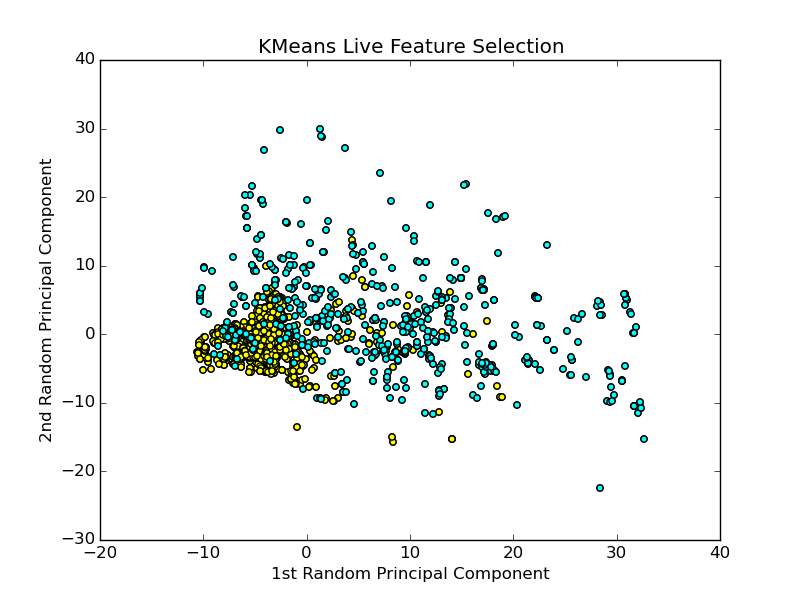 KMeans Live Feature Selection
40
30
20
10
0
−10
−20
−30
−20 −10 0 10 20 30 40
2nd Random Principal Component
1st Random Principal Component